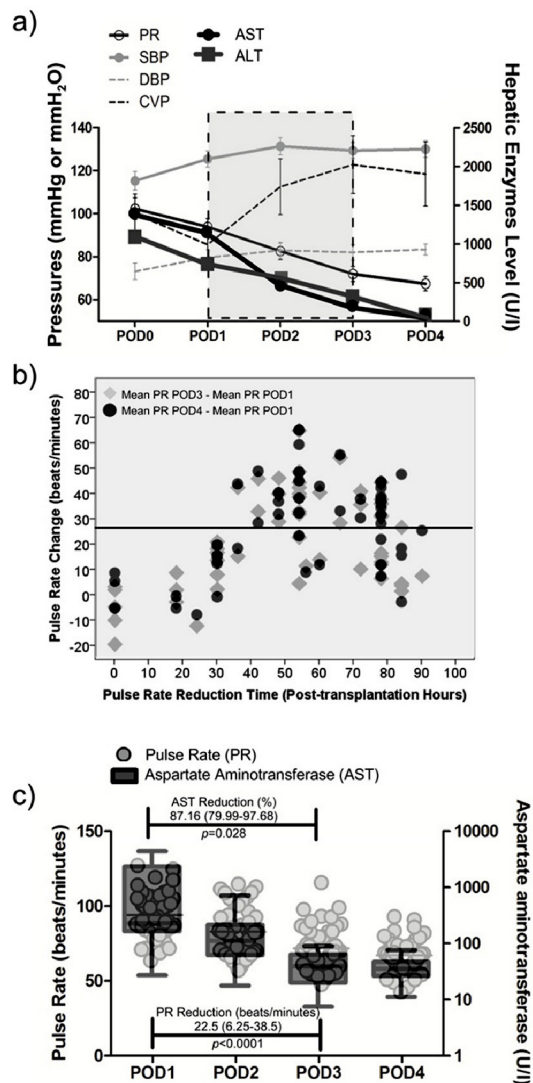 a)
PR
SBP
DBP
CVP
AST
ALT
Pressures (mmHg or mmH2O)
Hepatic Enzymes Level (U/l)
140
120
100
80
60
2500
2000
1500
1000
500
0
POD0 POD1 POD2 POD3 POD4
b)
Mean PR POD3 - Mean PR POD1
Mean PR POD4 - Mean PR POD1
Pulse Rate Change (beats/minutes)
80
70
60
50
40
30
20
10
0
-10
-20
0 10 20 30 40 50 60 70 80 90 100
Pulse Rate Reduction Time (Post-transplantation Hours)
Pulse Rate (PR)
Aspartate Aminotransferase (AST)
c)
AST Reduction (%)
87.16 (79.99-97.68)
p=0.028
Pulse Rate (beats/minutes)
Aspartate aminotransferase (U/l)
150
100
50
0
10000
1000
100
10
1
PR Reduction (beats/minutes)
22.5 (6.25-38.5)
p<0.0001
POD1 POD2 POD3 POD4